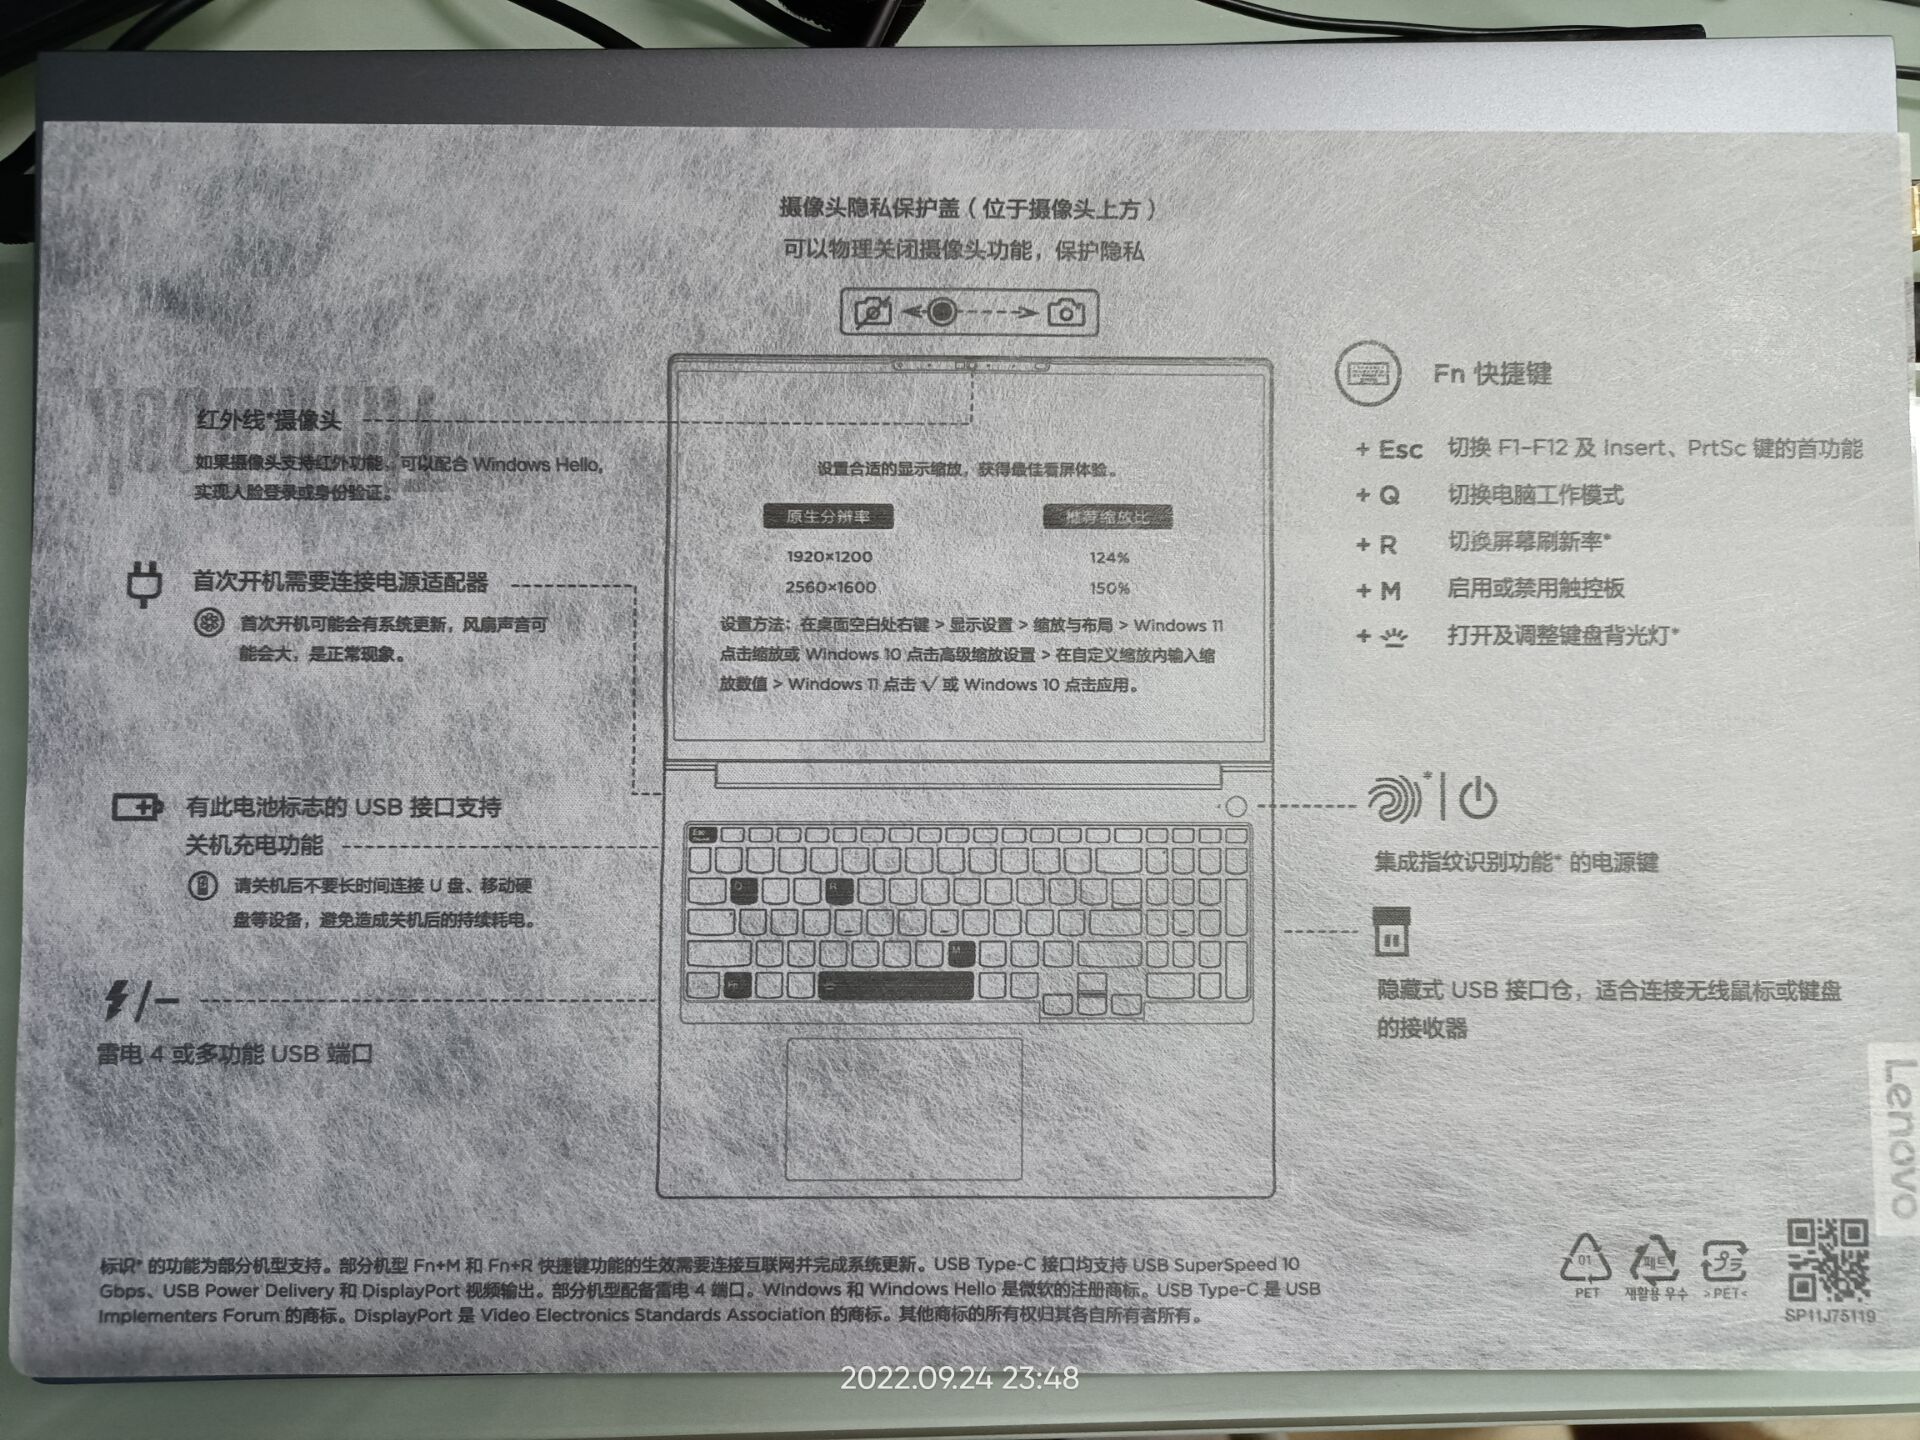 摄像头隐私保护盖（位于摄像头上方）
可以物理关闭摄像头功能，保护隐私
红外线*摄像头
如果摄像头支持红外功能，可以配合 Windows Hello，
实现人脸登录或身份验证。
首次开机需要连接电源适配器
首次开机可能会有系统更新，风扇声音可
能会大，是正常现象。
有此电池标志的 USB 接口支持
关机充电功能
请关机后不要长时间连接 U 盘、移动硬
盘等设备，避免造成关机后的持续耗电。
雷电 4 或多功能 USB 端口
设置合适的显示缩放，获得最佳看屏体验。
原生分辨率 推荐缩放比
1920×1200 124%
2560×1600 150%
设置方法：在桌面空白处右键 > 显示设置 > 缩放与布局 > Windows 11
点击缩放或 Windows 10 点击高级缩放设置 > 在自定义缩放内输入缩
放数值 > Windows 11 点击 √ 或 Windows 10 点击应用。
Esc
Q R
M
Fn
Fn 快捷键
+ Esc 切换 F1-F12 及 Insert、PrtSc 键的首功能
+ Q 切换电脑工作模式
+ R 切换屏幕刷新率*
+ M 启用或禁用触控板
+ 打开及调整键盘背光灯*
集成指纹识别功能* 的电源键
隐藏式 USB 接口仓，适合连接无线鼠标或键盘
的接收器
Lenovo
标识* 的功能为部分机型支持。部分机型 Fn+M 和 Fn+R 快捷键功能的生效需要连接互联网并完成系统更新。USB Type-C 接口均支持 USB SuperSpeed 10
Gbps、USB Power Delivery 和 DisplayPort 视频输出。部分机型配备雷电 4 端口。Windows 和 Windows Hello 是微软的注册商标。USB Type-C 是 USB
Implementers Forum 的商标。DisplayPort 是 Video Electronics Standards Association 的商标。其他商标的所有权归其各自所有者所有。
01
PET
페트
재활용 우수
プラ
>PET<
SP11J75119
2022.09.24 23:48